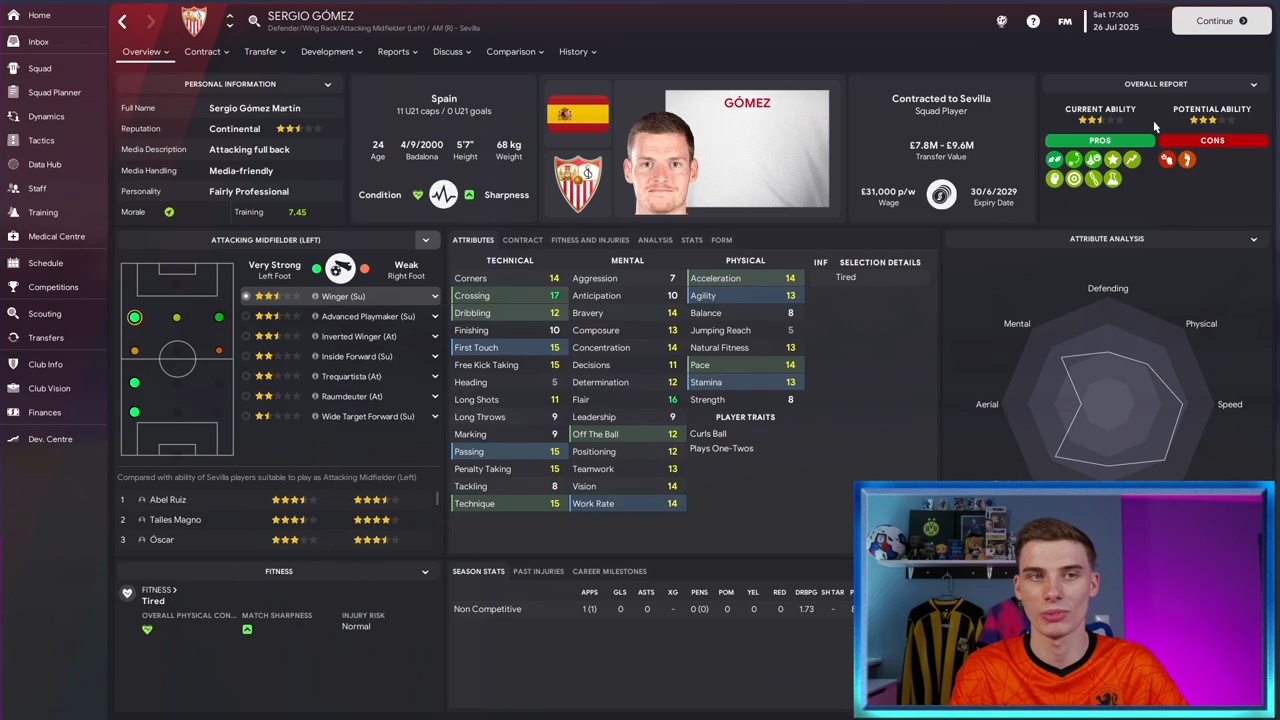 Home
Inbox
Squad
Squad Planner
Dynamics
Tactics
Data Hub
Staff
Training
Medical Centre
Schedule
Competitions
Scouting
Transfers
Club Info
Club Vision
Finances
Dev. Centre
SERGIO GÓMEZ
Defender/Wing Back/Attacking Midfielder (Left) / AM (R) - Sevilla
FM
Sat 17:00
26 Jul 2025
Continue
Overview
Contract
Transfer
Development
Reports
Discuss
Comparison
History
PERSONAL INFORMATION
Full Name Sergio Gómez Martín
Reputation Continental
Media Description Attacking full back
Media Handling Media-friendly
Personality Fairly Professional
Morale Training 7.45
Spain
11 U21 caps / 0 U21 goals
24 9/9/2000 '7" 68 kg
Age Badalona Height Weight
Condition Sharpness
GÓMEZ
Contracted to Sevilla
Squad Player
£7.8M - £9.6M
Transfer Value
£31,000 p/w 30/6/2029
Wage Expiry Date
OVERALL REPORT
CURRENT ABILITY POTENTIAL ABILITY
PROS CONS
ATTACKING MIDFIELDER (LEFT)
Very Strong Weak
Left Foot Right Foot
Winger (Su)
Advanced Playmaker (Su)
Inverted Winger (At)
Inside Forward (Su)
Trequartista (At)
Raumdeuter (At)
Wide Target Forward (Su)
Compared with ability of Sevilla players suitable to play as Attacking Midfielder (Left)
1 Abel Ruiz
2 Talles Magno
3 Óscar
ATTRIBUTES CONTRACT FITNESS AND INJURIES ANALYSIS STATS FORM
TECHNICAL MENTAL PHYSICAL INF SELECTION DETAILS
Corners 14 Aggression 7 Acceleration 14 Tired
Crossing 17 Anticipation 10 Agility 13
Dribbling 12 Bravery 14 Balance 8
Finishing 10 Composure 13 Jumping Reach 5
First Touch 15 Concentration 14 Natural Fitness 13
Free Kick Taking 15 Decisions 11 Pace 14
Heading 5 Determination 12 Stamina 13
Long Shots 11 Flair 16 Strength 8
Long Throws 9 Leadership 9 PLAYER TRAITS
Marking 9 Off The Ball 12 Curls Ball
Passing 15 Positioning 12 Plays One-Twos
Penalty Taking 15 Teamwork 13
Tackling 8 Vision 14
Technique 15 Work Rate 14
ATTRIBUTE ANALYSIS
Defending
Mental Physical
Aerial Speed
FITNESS
FITNESS
Tired
OVERALL PHYSICAL CON... MATCH SHARPNESS INJURY RISK
Normal
SEASON STATS PAST INJURIES CAREER MILESTONES
APPS GLS ASTS XG PENS POM YEL RED DRBPG SH TAR
Non Competitive 1 (1) 0 0 - 0 (0) 0 0 0 1.73 -